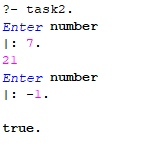 ?- task2.
Enter number
|: 7.
21
Enter number
|: -1.
true.